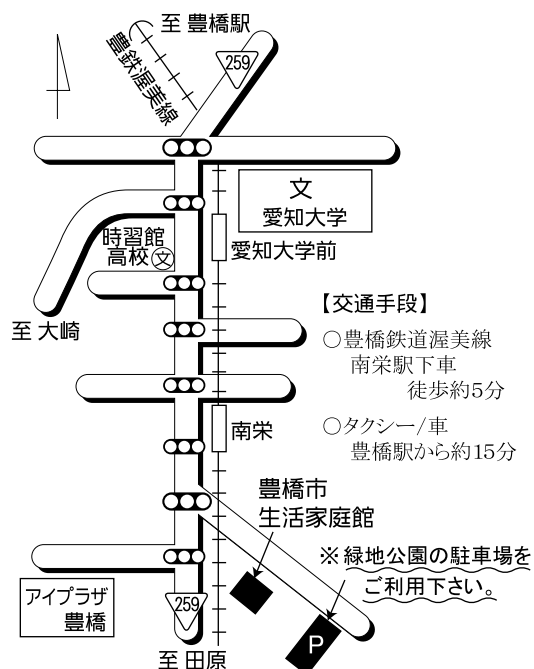 至 豊橋駅
259
豊鉄渥美線
文
愛知大学
時習館
高校 文
愛知大学前
至 大崎
【交通手段】
○豊橋鉄道渥美線
南栄駅下車
徒歩約5分
○タクシー/車
豊橋駅から約15分
南栄
豊橋市
生活家庭館
※緑地公園の駐車場を
ご利用下さい。
アイプラザ
豊橋
259
P
至 田原